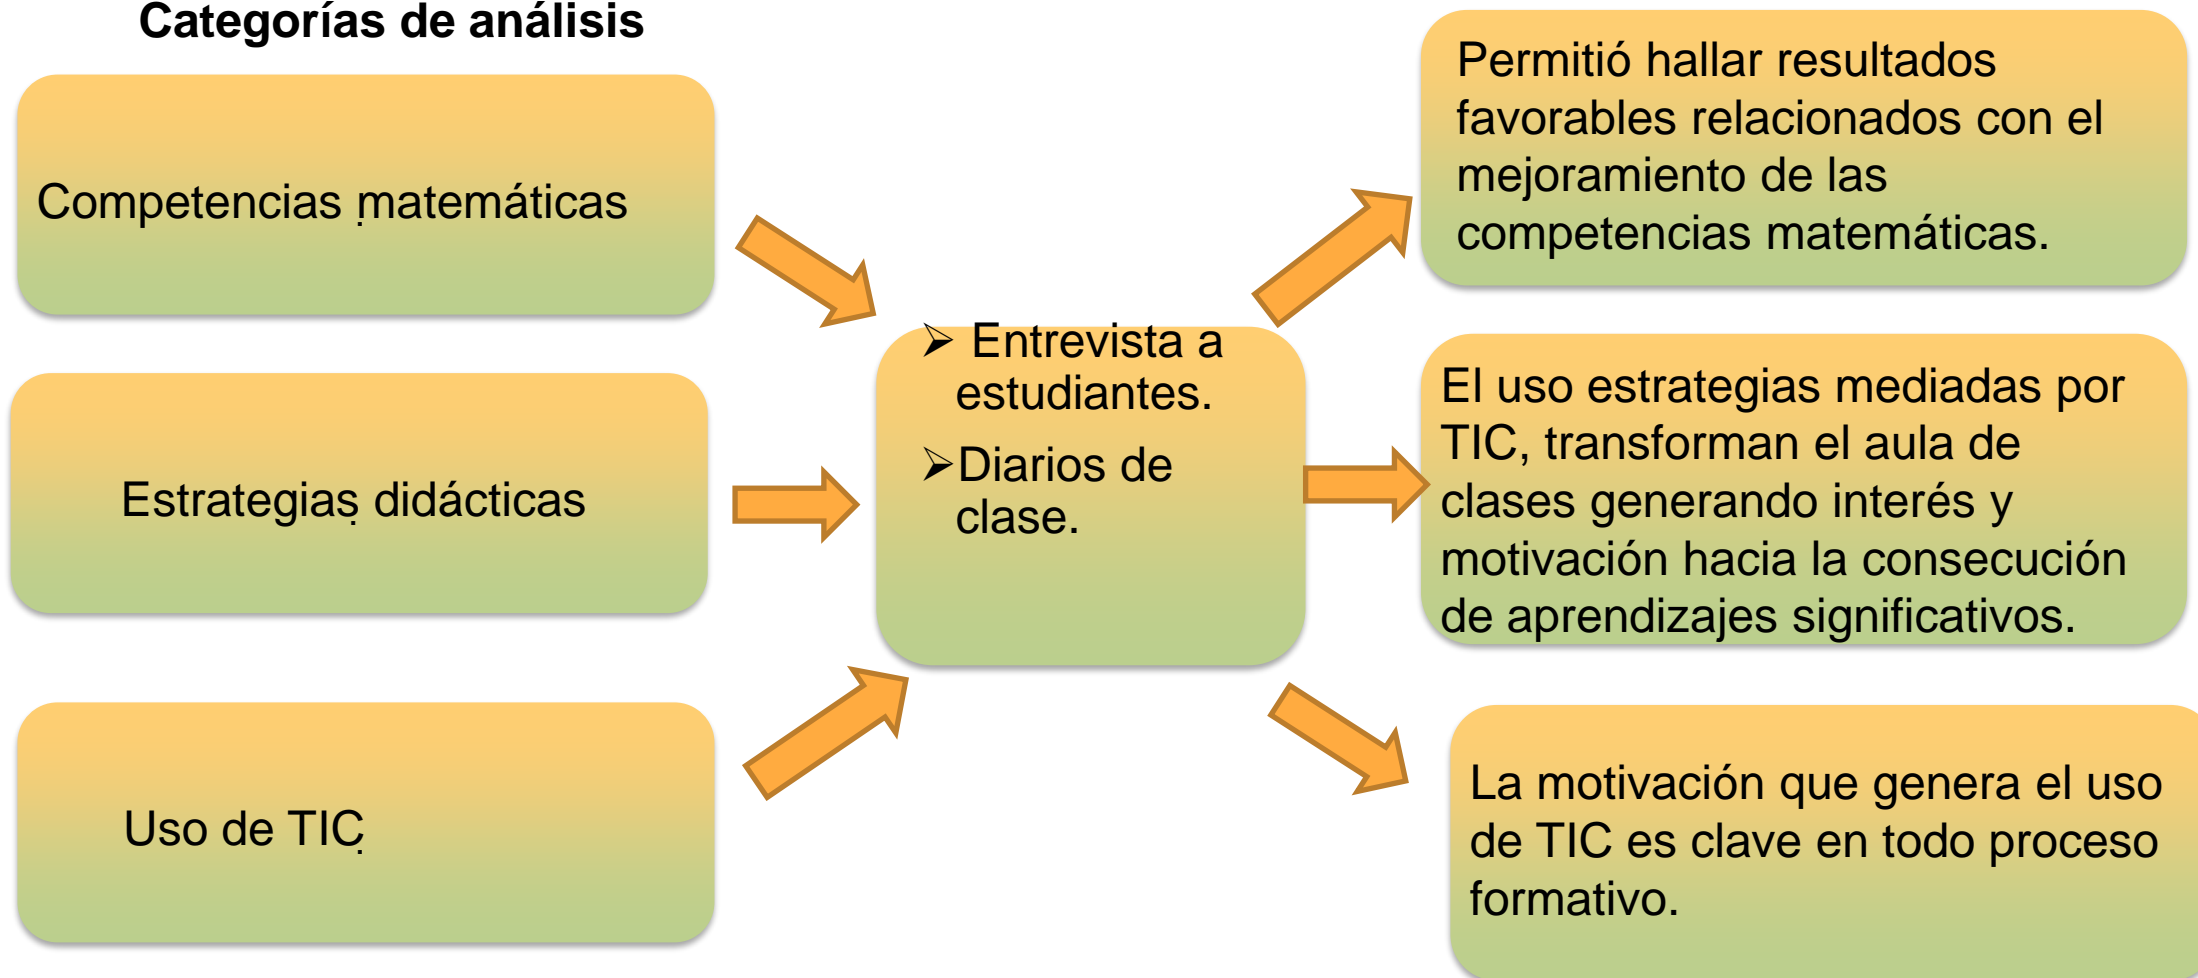 Categorías de análisis
Competencias matemáticas
Estrategias didácticas
Uso de TIC
➢ Entrevista a
estudiantes.
➢Diarios de
clase.
Permitió hallar resultados
favorables relacionados con el
mejoramiento de las
competencias matemáticas.
El uso estrategias mediadas por
TIC, transforman el aula de
clases generando interés y
motivación hacia la consecución
de aprendizajes significativos.
La motivación que genera el uso
de TIC es clave en todo proceso
formativo.